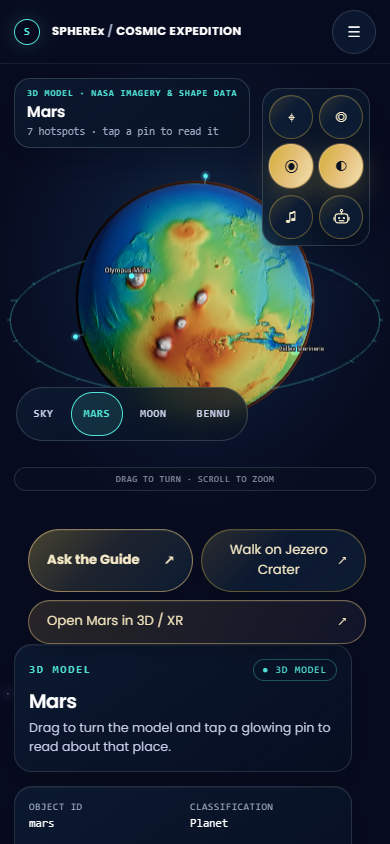 S SPHEREx / COSMIC EXPEDITION
3D MODEL · NASA IMAGERY & SHAPE DATA
Mars
7 hotspots · tap a pin to read it
Olympus Mons
Valles Marineris
SKY MARS MOON BENNU
DRAG TO TURN · SCROLL TO ZOOM
Ask the Guide ↗
Walk on Jezero
Crater ↗
Open Mars in 3D / XR ↗
3D MODEL
3D MODEL
Mars
Drag to turn the model and tap a glowing pin to
read about that place.
OBJECT ID
mars
CLASSIFICATION
Planet